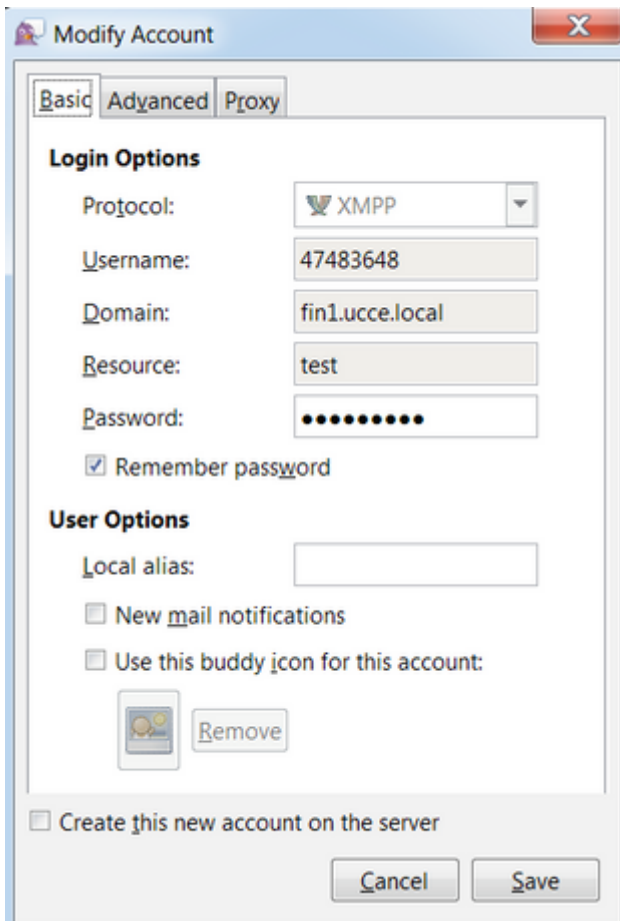 Modify Account
Basic Advanced Proxy
Login Options
Protocol: XMPP
Username: 47483648
Domain: fin1.ucce.local
Resource: test
Password: ●●●●●●●●●
Remember password
User Options
Local alias:
New mail notifications
Use this buddy icon for this account:
Remove
Create this new account on the server
Cancel Save